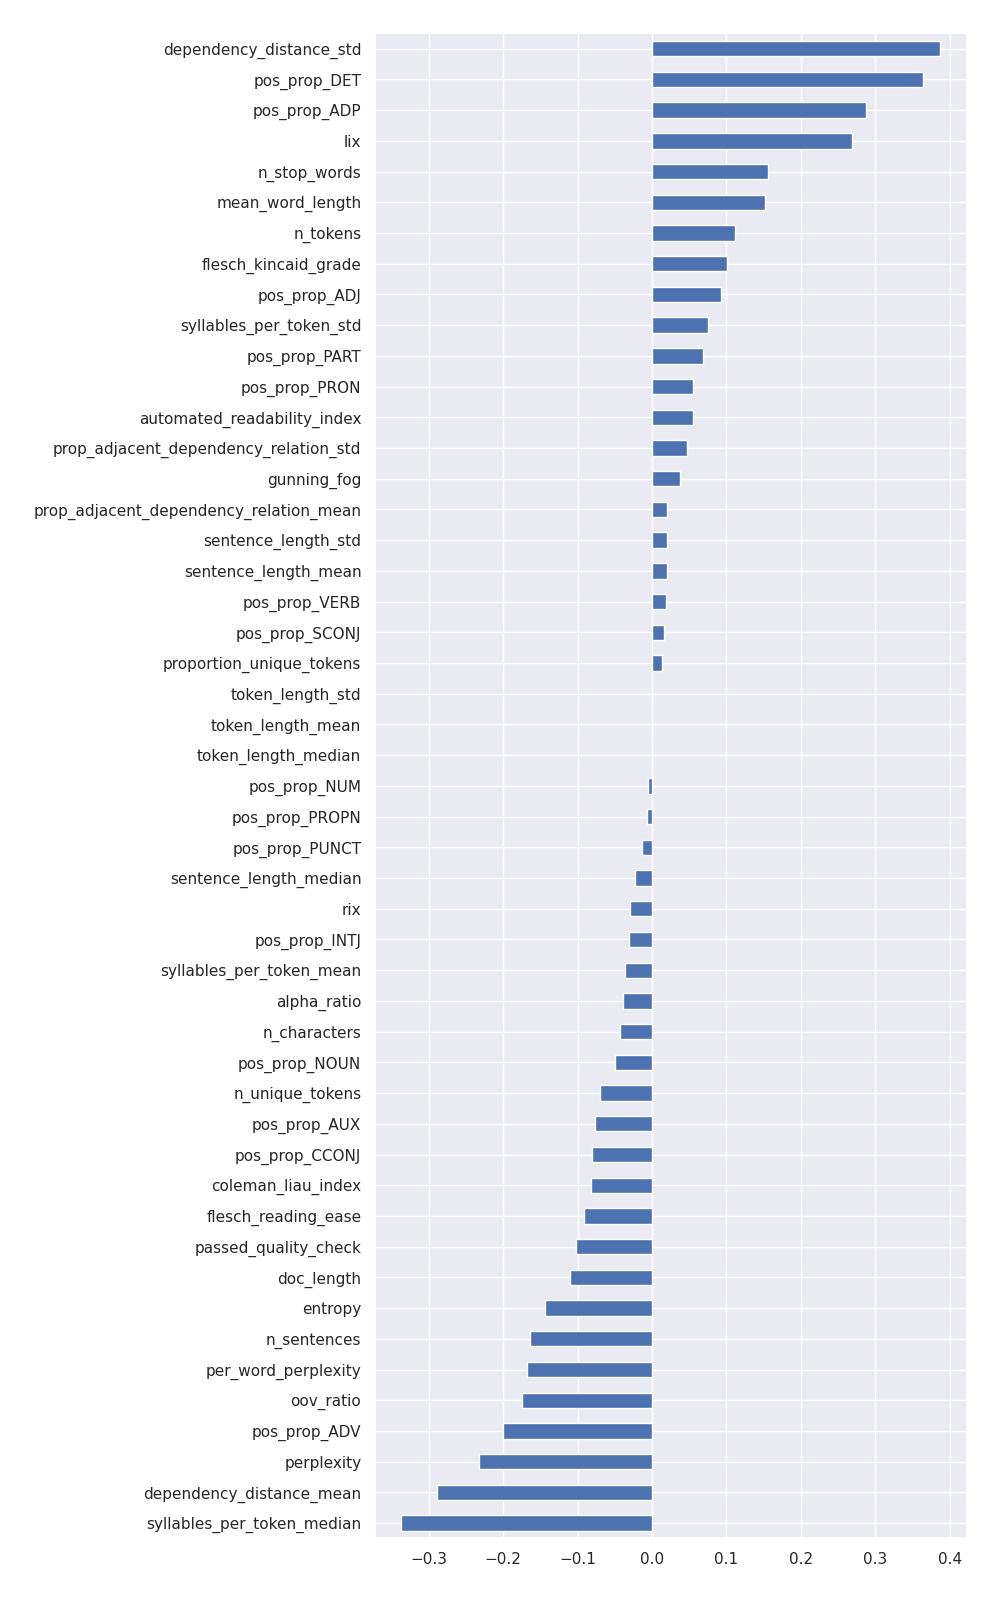 dependency_distance_std
pos_prop_DET
pos_prop_ADP
lix
n_stop_words
mean_word_length
n_tokens
flesch_kincaid_grade
pos_prop_ADJ
syllables_per_token_std
pos_prop_PART
pos_prop_PRON
automated_readability_index
prop_adjacent_dependency_relation_std
gunning_fog
prop_adjacent_dependency_relation_mean
sentence_length_std
sentence_length_mean
pos_prop_VERB
pos_prop_SCONJ
proportion_unique_tokens
token_length_std
token_length_mean
token_length_median
pos_prop_NUM
pos_prop_PROPN
pos_prop_PUNCT
sentence_length_median
rix
pos_prop_INTJ
syllables_per_token_mean
alpha_ratio
n_characters
pos_prop_NOUN
n_unique_tokens
pos_prop_AUX
pos_prop_CCONJ
coleman_liau_index
flesch_reading_ease
passed_quality_check
doc_length
entropy
n_sentences
per_word_perplexity
oov_ratio
pos_prop_ADV
perplexity
dependency_distance_mean
syllables_per_token_median
−0.3 −0.2 −0.1 0.0 0.1 0.2 0.3 0.4